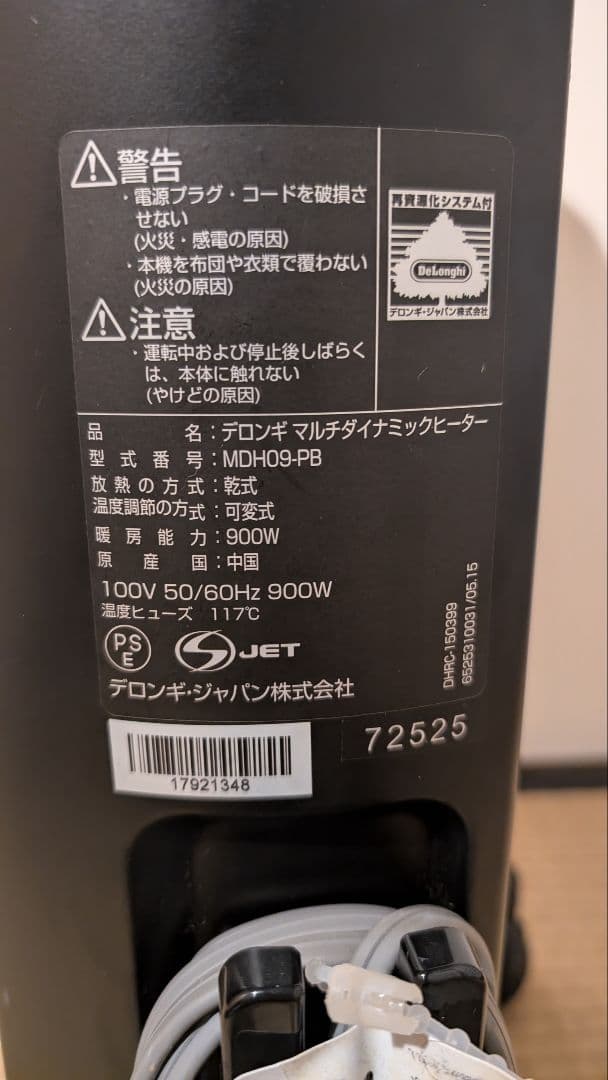 警告
・電源プラグ・コードを破損さ
せない
(火災・感電の原因)
・本機を布団や衣類で覆わない
(火災の原因)
注意
・運転中および停止後しばらく
は、本体に触れない
(やけどの原因)
再資源化システム付
DeLonghi
デロンギ・ジャパン株式会社
品名:デロンギ マルチダイナミックヒーター
型式番号:MDH09-PB
放熱の方式:乾式
温度調節の方式:可変式
暖房能力:900W
原産国:中国
100V 50/60Hz 900W
温度ヒューズ 117℃
PS
E
JET
デロンギ・ジャパン株式会社
DHRC-150399
6525310031/05.15
72525
17921348